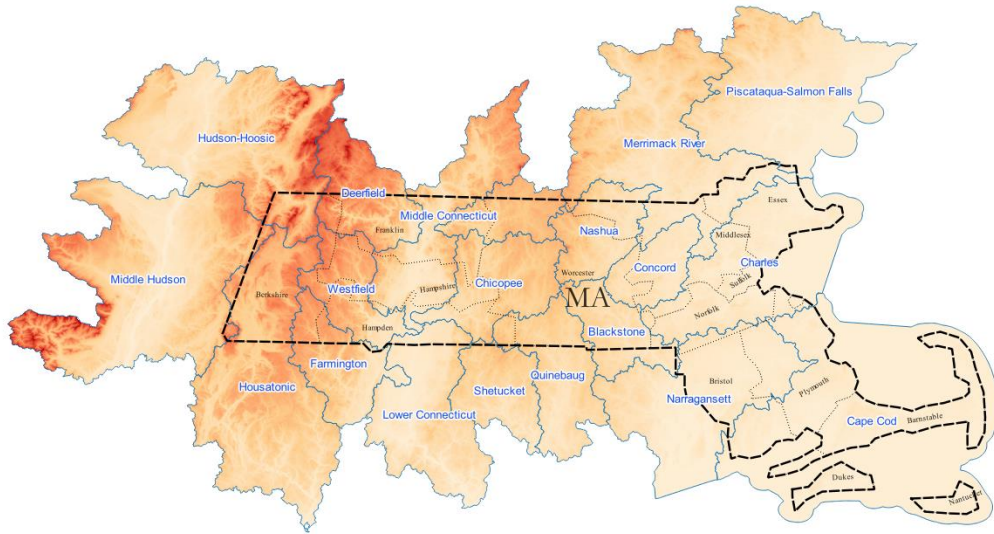 Piscataqua-Salmon Falls
Hudson-Hoosic
Merrimack River
Deerfield
Essex
Middle Connecticut
Franklin
Nashua
Middlesex
Charles
Concord
Middle Hudson
Worcester
Suffolk
Berkshire
Westfield
Hampshire
Chicopee
MA
Norfolk
Hampden
Blackstone
Farmington
Quinebaug
Housatonic
Shetucket
Bristol
Plymouth
Narragansett
Lower Connecticut
Cape Cod
Barnstable
Dukes
Nantucket